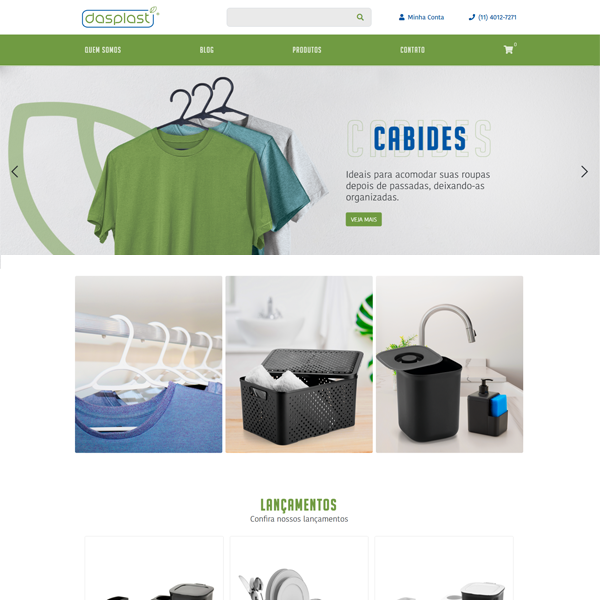 dasplast
Minha Conta
(11) 4012-7271
QUEM SOMOS
BLOG
PRODUTOS
CONTATO
0
CABIDES
CABIDES
Ideais para acomodar suas roupas
depois de passadas, deixando-as
organizadas.
VEJA MAIS
LANÇAMENTOS
Confira nossos lançamentos